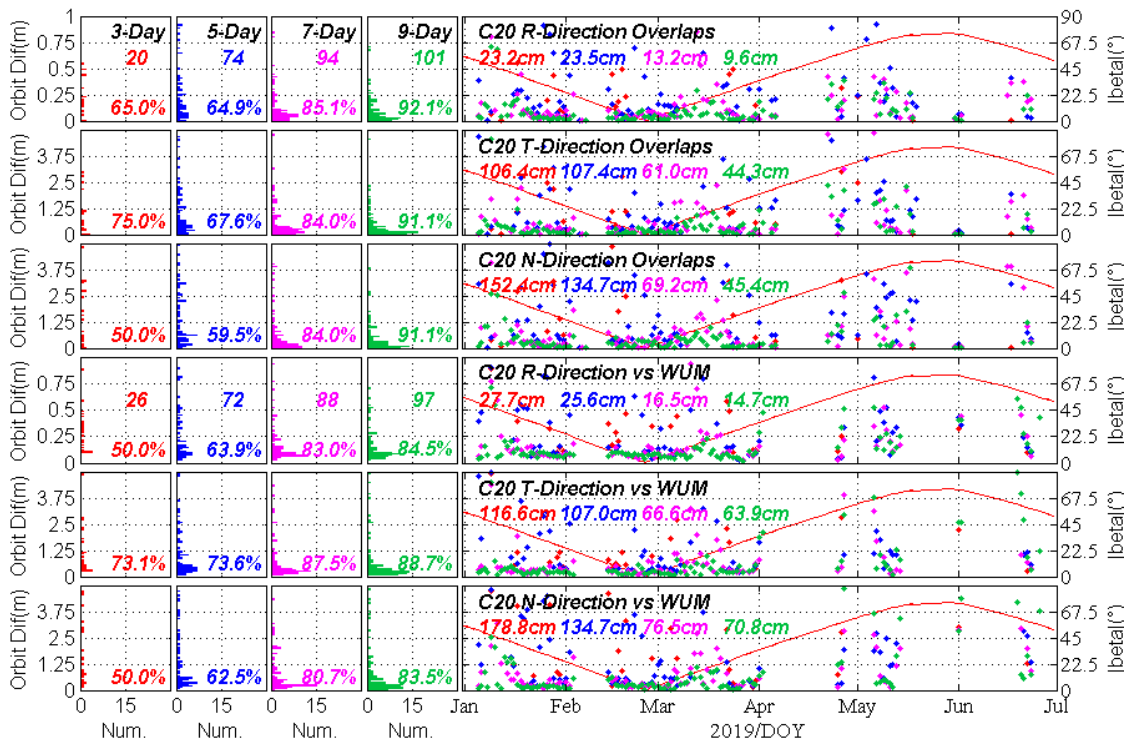 3-Day 5-Day 7-Day 9-Day C20 R-Direction Overlaps
20 74 94 101 23.2cm 23.5cm 13.2cm 9.6cm
65.0% 64.9% 85.1% 92.1%
Orbit Dif(m) 1 0.75 0.5 0.25 0
90 67.5 45 22.5 0 |beta|(°)
C20 T-Direction Overlaps
106.4cm 107.4cm 61.0cm 44.3cm
75.0% 67.6% 84.0% 91.1%
Orbit Dif(m) 3.75 2.5 1.25 0
67.5 45 22.5 0 |beta|(°)
C20 N-Direction Overlaps
152.4cm 134.7cm 69.2cm 45.4cm
50.0% 59.5% 84.0% 91.1%
Orbit Dif(m) 3.75 2.5 1.25 0
67.5 45 22.5 0 |beta|(°)
C20 R-Direction vs WUM
26 72 88 97 27.7cm 25.6cm 16.5cm 14.7cm
50.0% 63.9% 83.0% 84.5%
Orbit Dif(m) 0.75 0.5 0.25 0
67.5 45 22.5 0 |beta|(°)
C20 T-Direction vs WUM
116.6cm 107.0cm 66.6cm 63.9cm
73.1% 73.6% 87.5% 88.7%
Orbit Dif(m) 3.75 2.5 1.25 0
67.5 45 22.5 0 |beta|(°)
C20 N-Direction vs WUM
178.8cm 134.7cm 76.5cm 70.8cm
50.0% 62.5% 80.7% 83.5%
Orbit Dif(m) 3.75 2.5 1.25 0
67.5 45 22.5 0 |beta|(°)
0 15 0 15 0 15 0 15 Jan Feb Mar Apr May Jun Jul
Num. Num. Num. Num. 2019/DOY